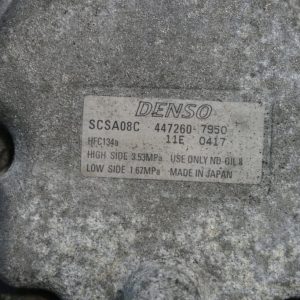 DENSO
SCSA08C 447260-7950
HFC134a 11E 0417
HIGH SIDE 3.53MPa USE ONLY ND-OIL8
LOW SIDE 1.62MPa MADE IN JAPAN